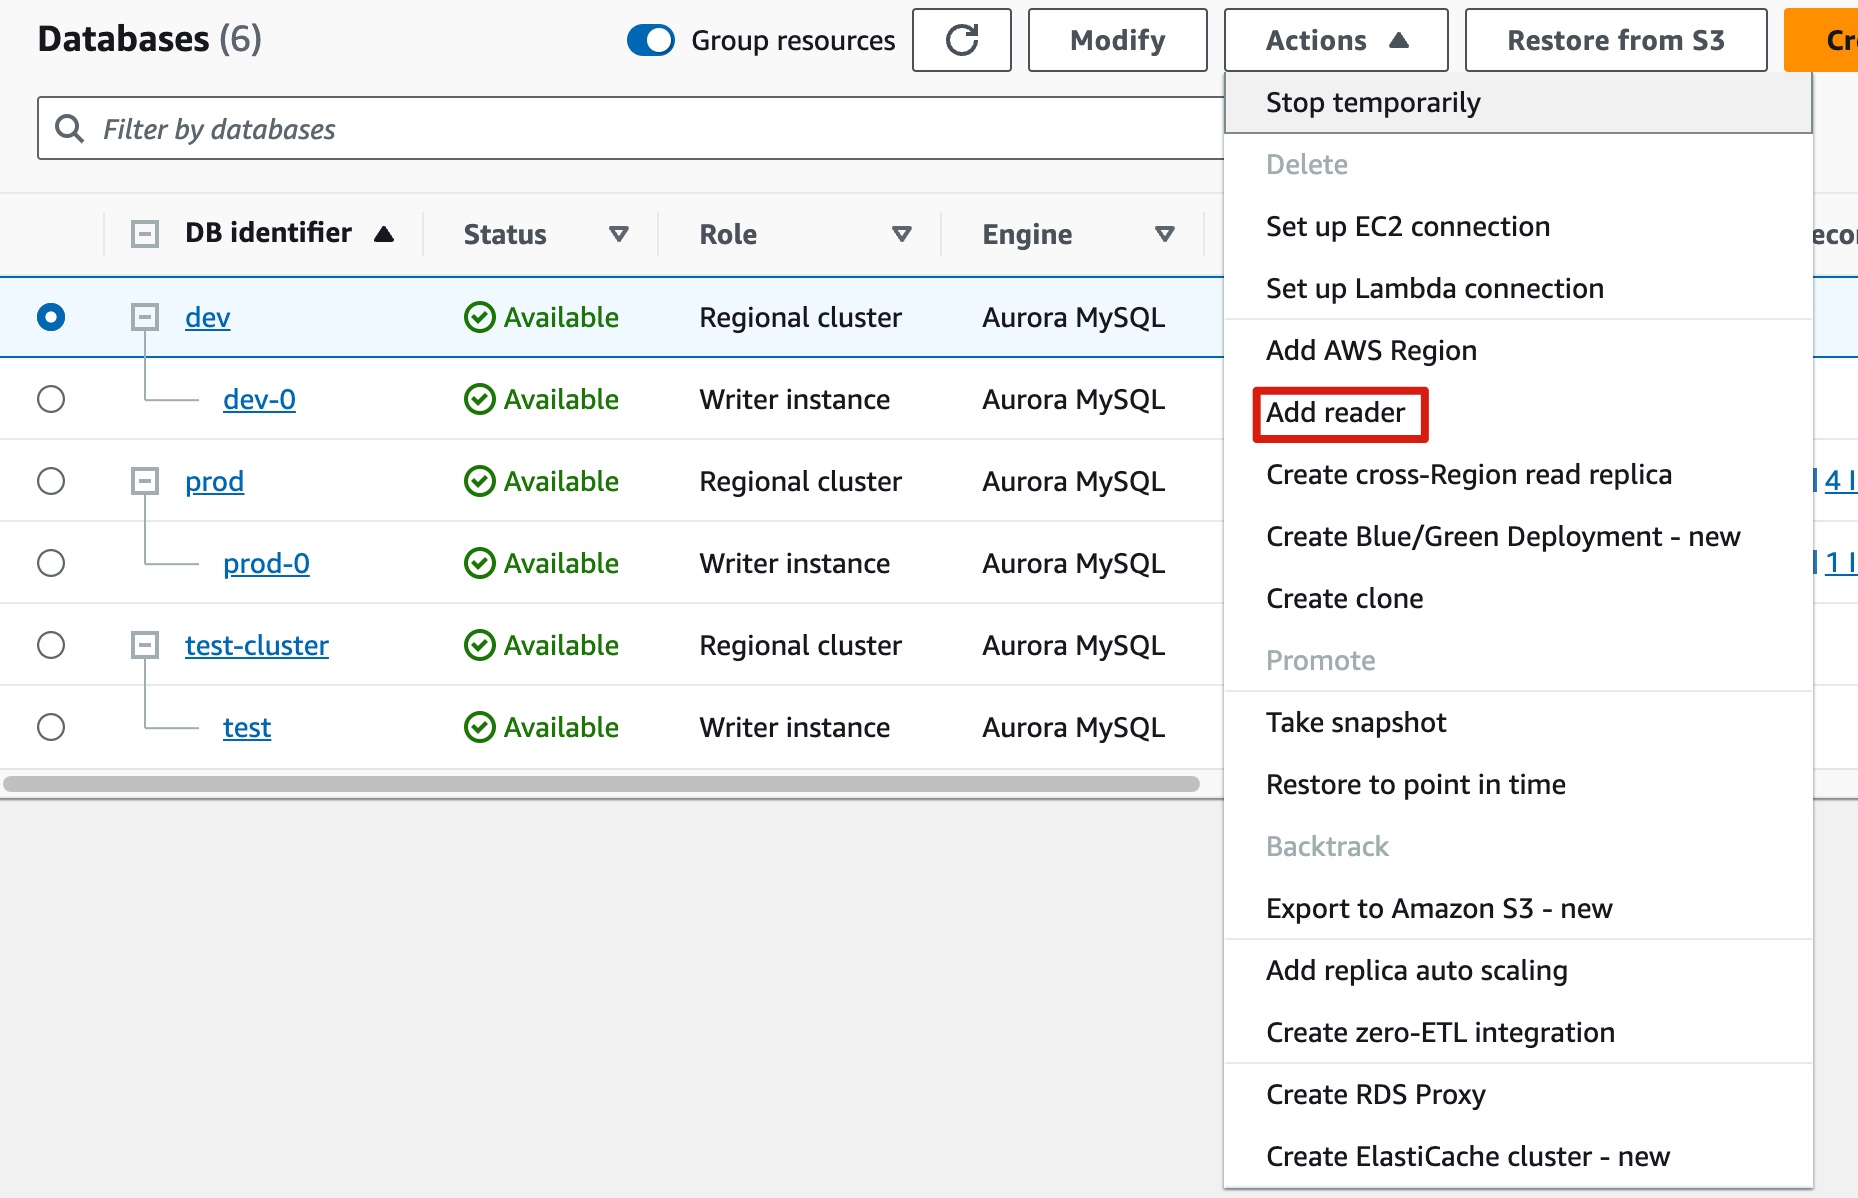 Databases (6) Group resources Modify Actions Restore from S3
Filter by databases
DB identifier Status Role Engine
dev Available Regional cluster Aurora MySQL
dev-0 Available Writer instance Aurora MySQL
prod Available Regional cluster Aurora MySQL 4
prod-0 Available Writer instance Aurora MySQL 1
test-cluster Available Regional cluster Aurora MySQL
test Available Writer instance Aurora MySQL
Stop temporarily
Delete
Set up EC2 connection
Set up Lambda connection
Add AWS Region
Add reader
Create cross-Region read replica
Create Blue/Green Deployment - new
Create clone
Promote
Take snapshot
Restore to point in time
Backtrack
Export to Amazon S3 - new
Add replica auto scaling
Create zero-ETL integration
Create RDS Proxy
Create ElastiCache cluster - new